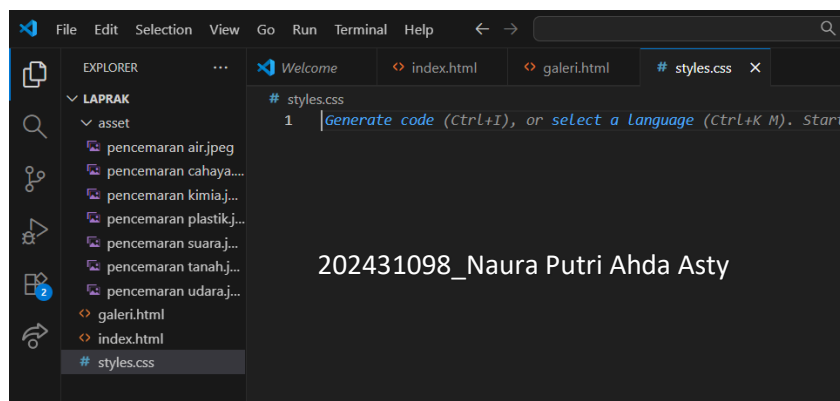 File Edit Selection View Go Run Terminal Help
EXPLORER ...
Welcome index.html galeri.html # styles.css
LAPRAK
asset
pencemaran air.jpeg
pencemaran cahaya....
pencemaran kimia.j...
pencemaran plastik.j...
pencemaran suara.j...
pencemaran tanah.j...
pencemaran udara.j...
galeri.html
index.html
# styles.css
2
# styles.css
1 Generate code (Ctrl+I), or select a language (Ctrl+K M). Start
202431098_Naura Putri Ahda Asty